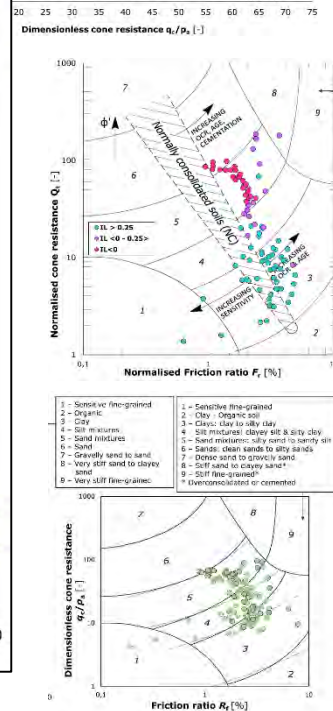 20 25 30 35 40 45 50 55 60 65 70 75
Dimensionless cone resistance qc/pa [-]
1000
7
8
9
INCREASING
OCR, AGE,
CEMENTATION
ϕ'
Normally consolidated soils (NC)
100
6
Normalised cone resistance Qt [-]
IL > 0.25
IL <0 - 0.25>
IL<0
5
10
4
3
INCREASING
OCR & AGE
1
INCREASING
SENSITIVITY
2
1
0,1
1
Normalised Friction ratio Fr [%]
1 - Sensitive fine-grained
2 - Organic
3 - Clay
4 - Silt mixtures
5 - Sand mixtures
6 - Sand
7 - Gravelly sand to sand
8 - Very stiff sand to clayey
sand
9 - Very stiff fine-grained
1 - Sensitive fine-grained
2 - Clay - Organic soil
3 - Clays: clay to silty clay
4 Silt mixtures: clayey silt & silty clay
5 - Sand mixtures: silty sand to sandy silt
6 - Sands: clean sands to silty sands
7 - Dense sand to gravelly sand
8 - Stiff sand to clayey sand*
9 - Stiff fine-grained*
* Overconsolidated or cemented
1000
7
8
9
Dimensionless cone resistance
qc/pa [-]
100
6
5
10
4
3
1
2
1
0.1
1.0
Friction ratio Rf [%]